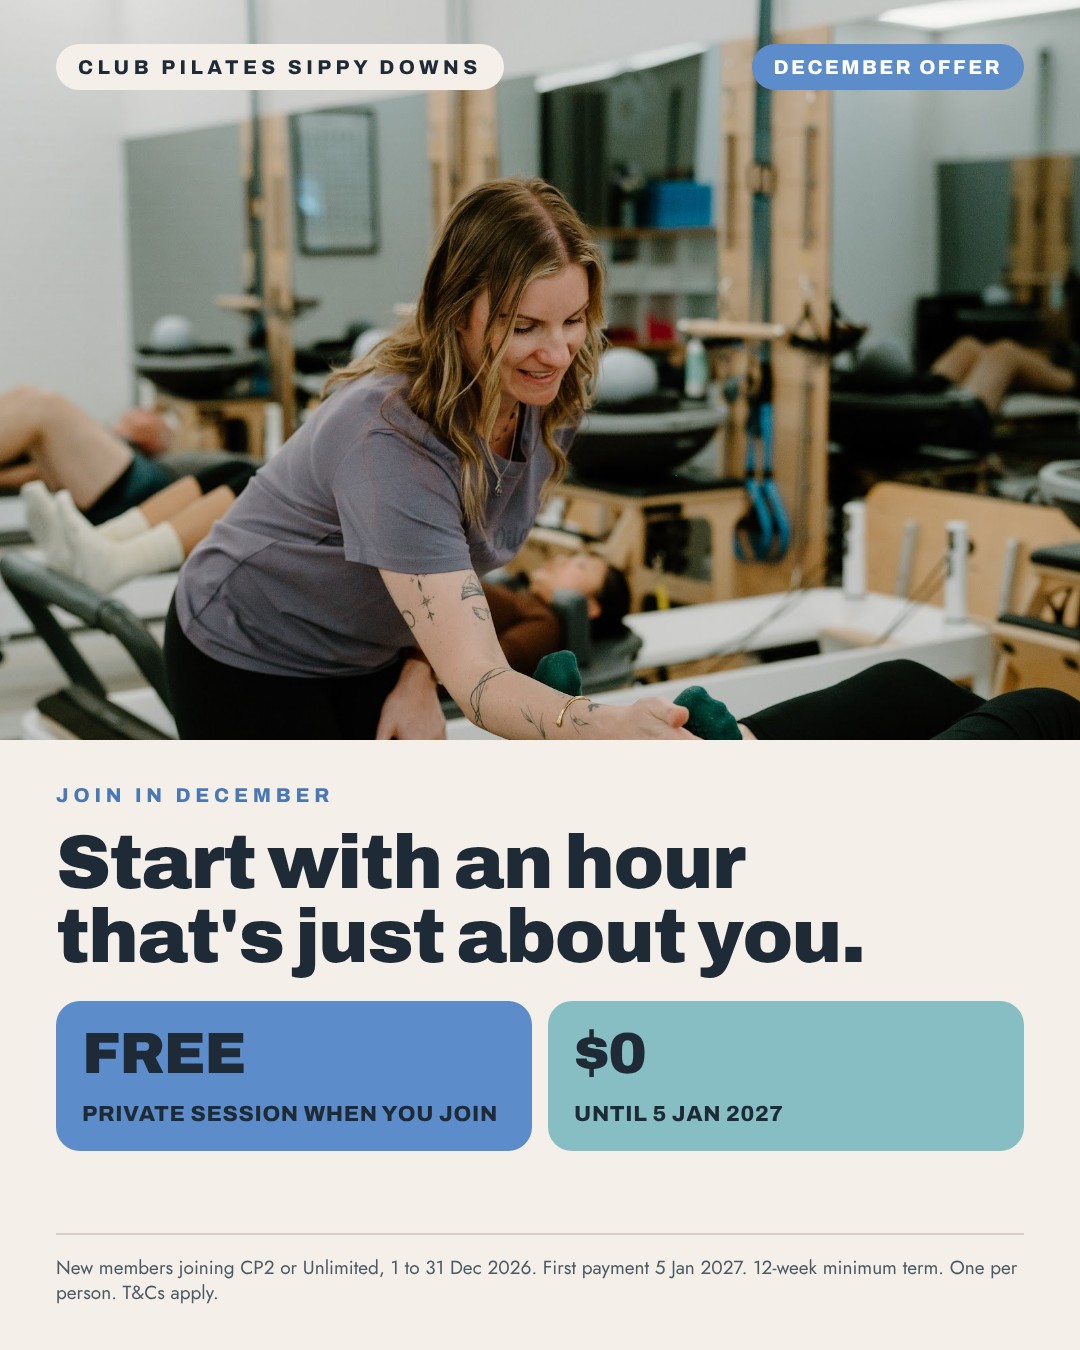 CLUB PILATES SIPPY DOWNS
DECEMBER OFFER
JOIN IN DECEMBER
Start with an hour
that's just about you.
FREE
PRIVATE SESSION WHEN YOU JOIN
$0
UNTIL 5 JAN 2027
New members joining CP2 or Unlimited, 1 to 31 Dec 2026. First payment 5 Jan 2027. 12-week minimum term. One per
person. T&Cs apply.